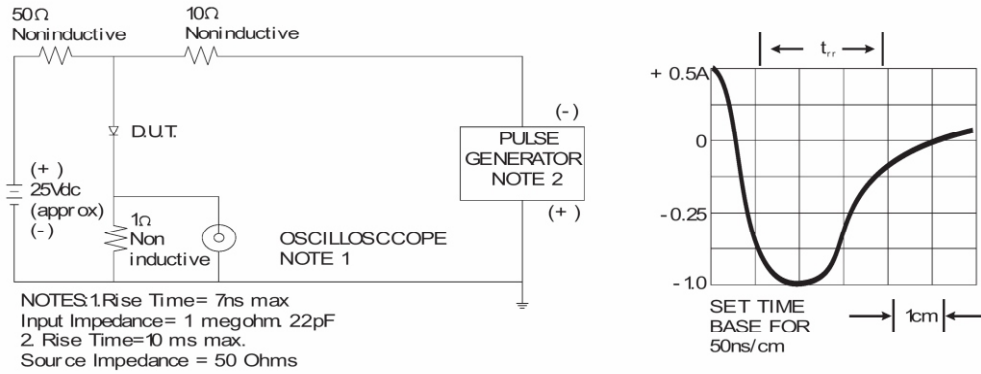 50Ω
Noninductive
10Ω
Noninductive
D.U.T.
(+)
25Vdc
(approx)
(-)
1Ω
Non
inductive
OSCILLOSCCOPE
NOTE 1
(-)
PULSE
GENERATOR
NOTE 2
(+)
NOTES:1.Rise Time= 7ns max
Input Impedance= 1 megohm. 22pF
2. Rise Time=10 ms max.
Source Impedance = 50 Ohms
trr
+ 0.5A
0
-0.25
-1.0
SET TIME
BASE FOR
50ns/cm
1cm